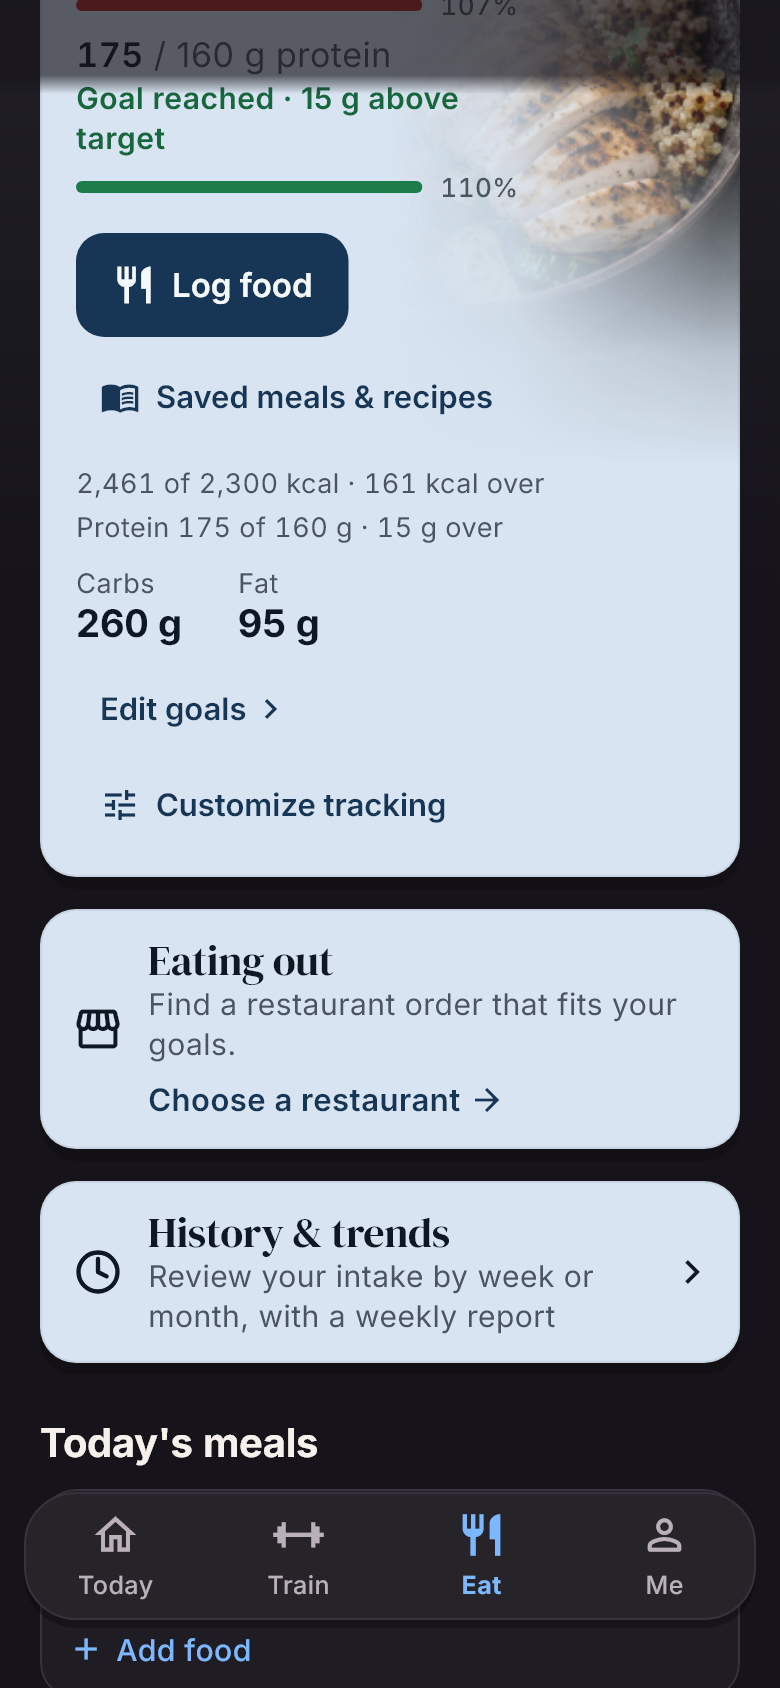 107%
175 / 160 g protein
Goal reached · 15 g above
target
110%
Log food
Saved meals & recipes
2,461 of 2,300 kcal · 161 kcal over
Protein 175 of 160 g · 15 g over
Carbs Fat
260 g 95 g
Edit goals
Customize tracking
Eating out
Find a restaurant order that fits your
goals.
Choose a restaurant →
History & trends
Review your intake by week or
month, with a weekly report
Today's meals
Today Train Eat Me
+ Add food